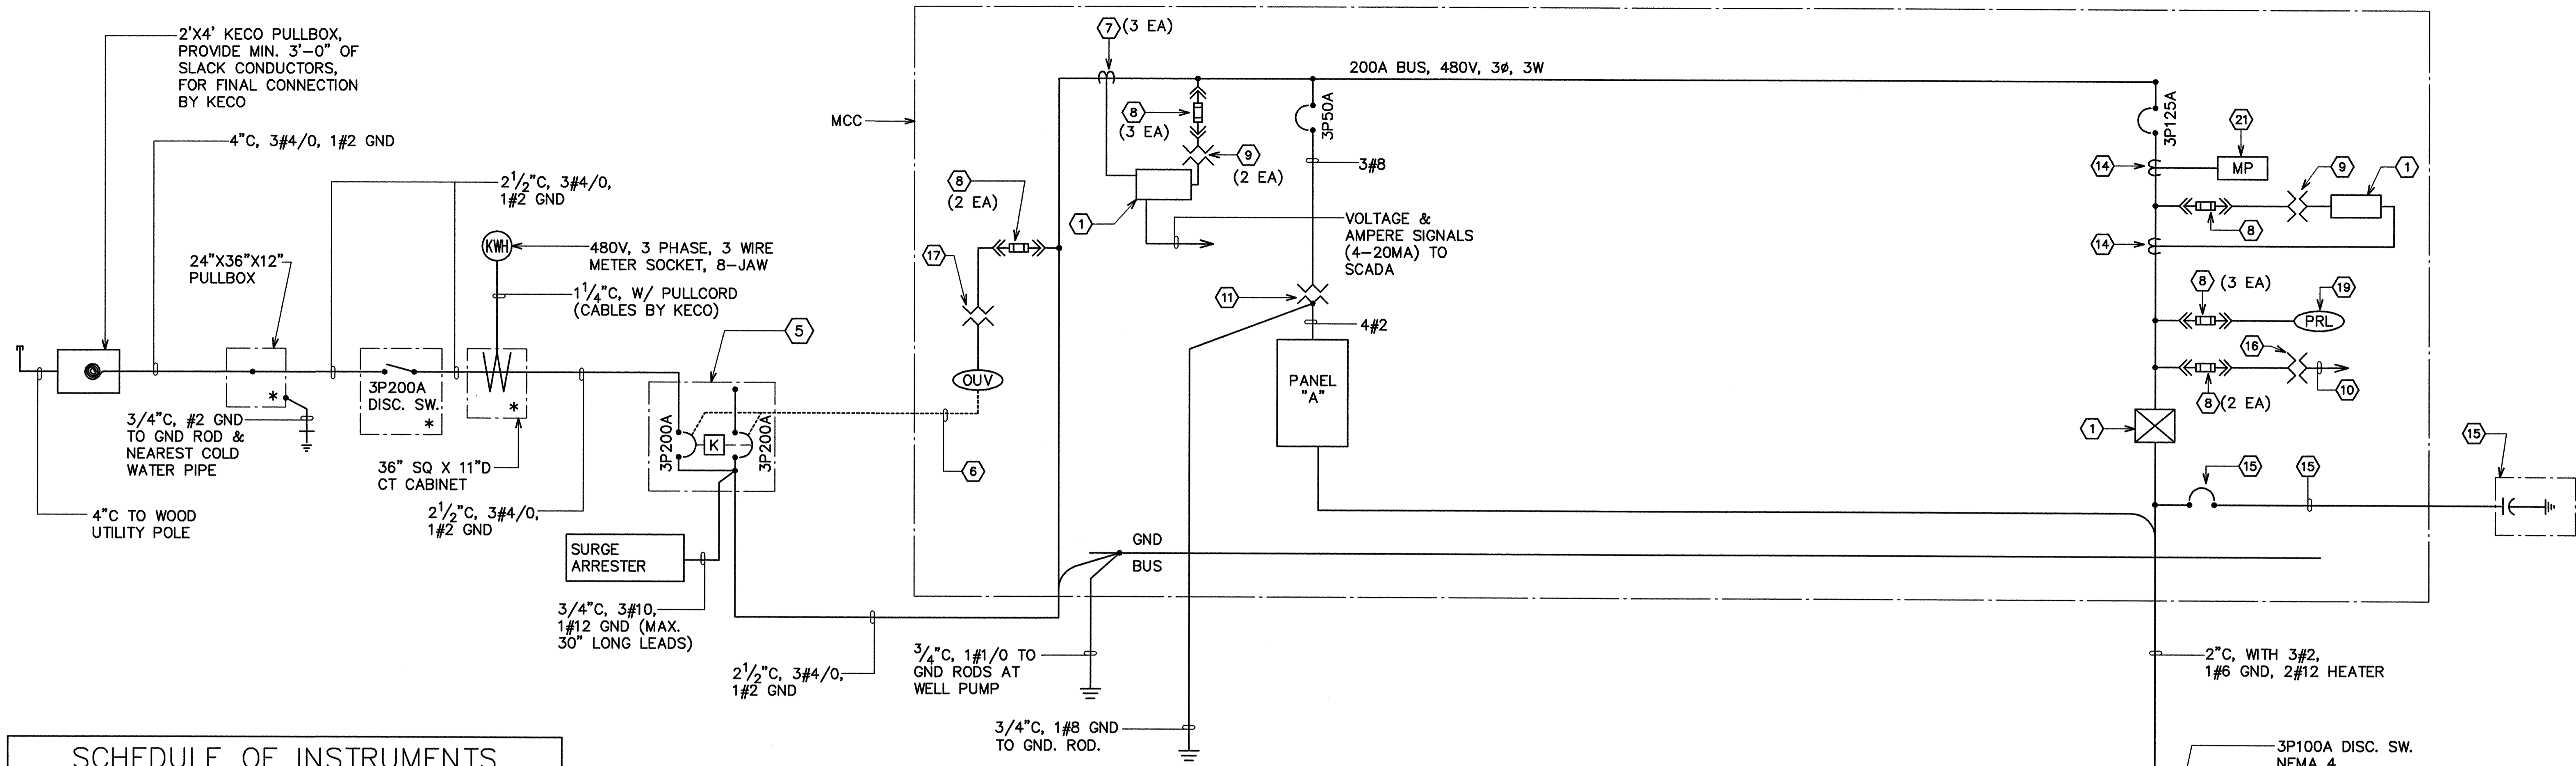 2'X4' KECO PULLBOX,
PROVIDE MIN. 3'-0" OF
SLACK CONDUCTORS,
FOR FINAL CONNECTION
BY KECO
4"C, 3#4/0, 1#2 GND
2 1/2"C, 3#4/0,
1#2 GND
KWH
480V, 3 PHASE, 3 WIRE
METER SOCKET, 8-JAW
24"X36"X12"
PULLBOX
1 1/4"C, W/ PULLCORD
(CABLES BY KECO)
*
3P200A
DISC. SW.
*
*
3/4"C, #2 GND
TO GND ROD &
NEAREST COLD
WATER PIPE
36" SQ X 11"D
CT CABINET
4"C TO WOOD
UTILITY POLE
2 1/2"C, 3#4/0,
1#2 GND
5
3P200A
K
3P200A
6
SURGE
ARRESTER
3/4"C, 3#10,
1#12 GND (MAX.
30" LONG LEADS)
2 1/2"C, 3#4/0,
1#2 GND
MCC
7 (3 EA)
200A BUS, 480V, 3ø, 3W
8
(3 EA)
9
(2 EA)
1
8
(2 EA)
17
OUV
3P50A
3#8
VOLTAGE &
AMPERE SIGNALS
(4-20MA) TO
SCADA
11
4#2
PANEL
"A"
GND
BUS
3/4"C, 1#1/0 TO
GND RODS AT
WELL PUMP
3/4"C, 1#8 GND
TO GND. ROD.
3P125A
21
14
MP
9
1
8
14
8 (3 EA)
19
PRL
16
8 (2 EA)
10
1
15
15
15
2"C, WITH 3#2,
1#6 GND, 2#12 HEATER
3P100A DISC. SW.
NEMA 4
SCHEDULE OF INSTRUMENTS